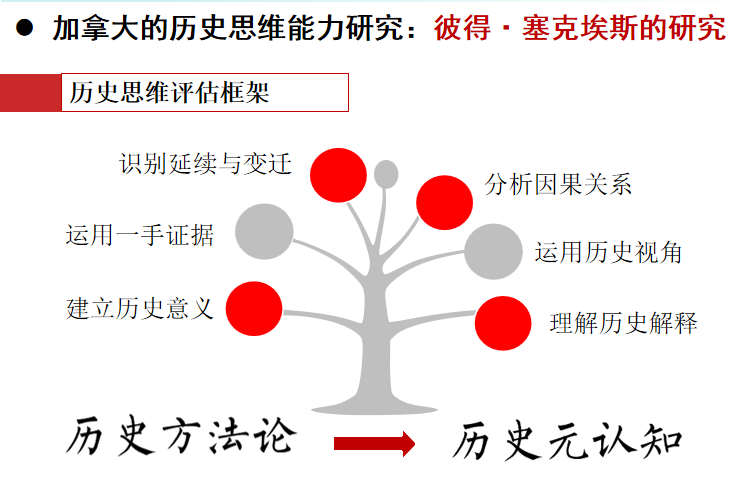 ● 加拿大的历史思维能力研究：彼得·塞克埃斯的研究
历史思维评估框架
识别延续与变迁
分析因果关系
运用一手证据
运用历史视角
建立历史意义
理解历史解释
历史方法论
历史元认知